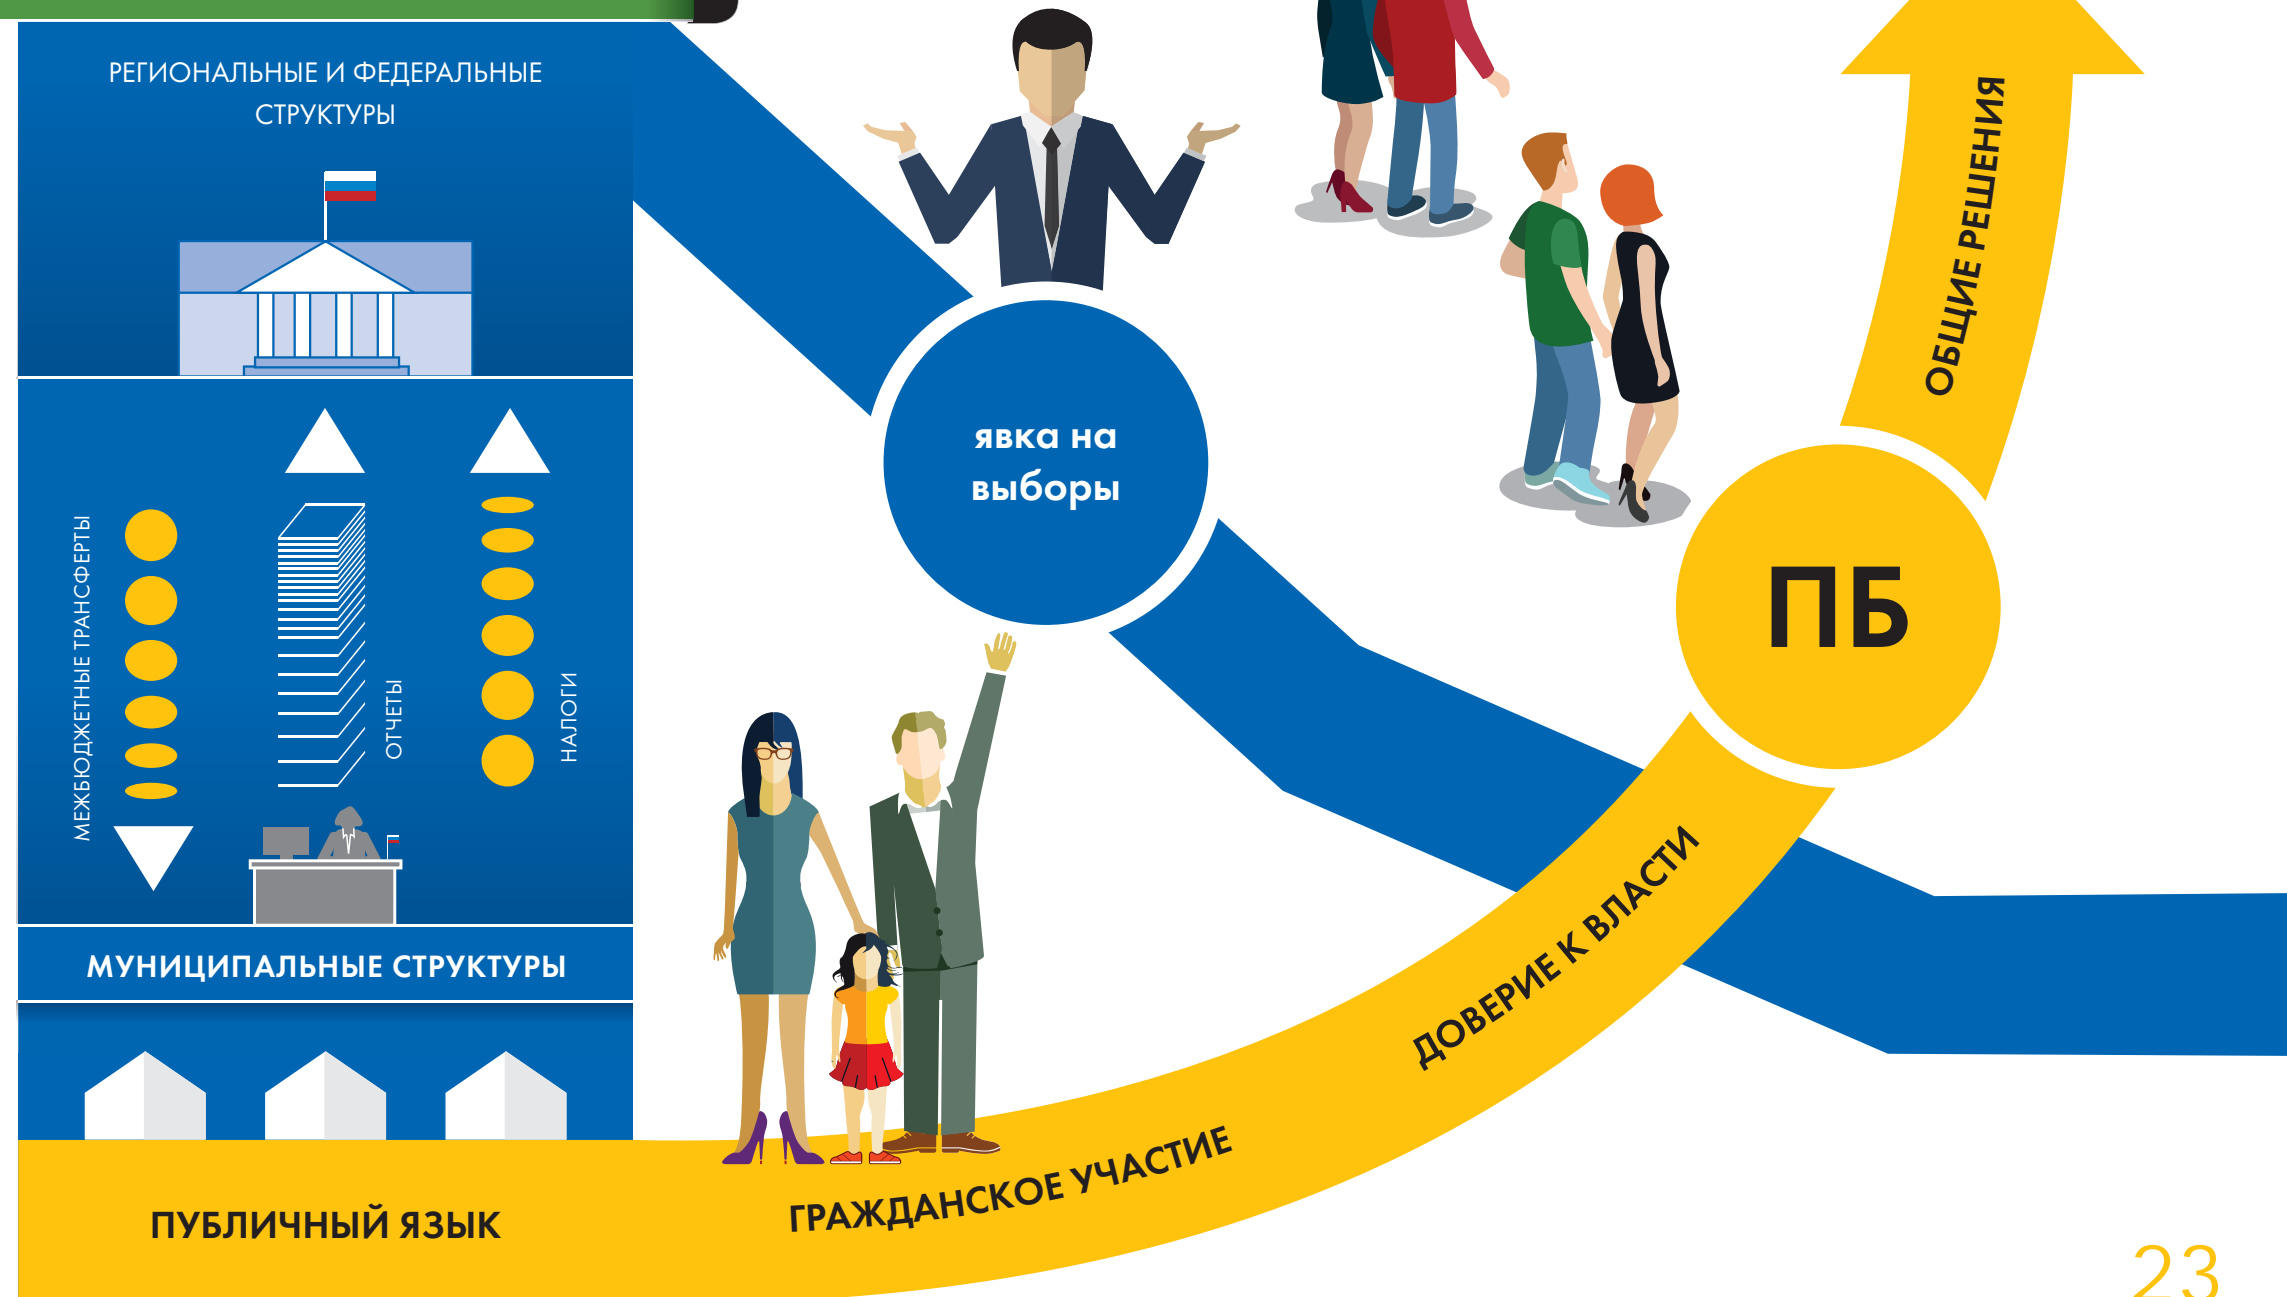 РЕГИОНАЛЬНЫЕ И ФЕДЕРАЛЬНЫЕ
СТРУКТУРЫ
МЕЖБЮДЖЕТНЫЕ ТРАНСФЕРТЫ
ОТЧЕТЫ
НАЛОГИ
МУНИЦИПАЛЬНЫЕ СТРУКТУРЫ
ПУБЛИЧНЫЙ ЯЗЫК
явка на
выборы
ГРАЖДАНСКОЕ УЧАСТИЕ
ДОВЕРИЕ К ВЛАСТИ
ПБ
ОБЩИЕ РЕШЕНИЯ
23